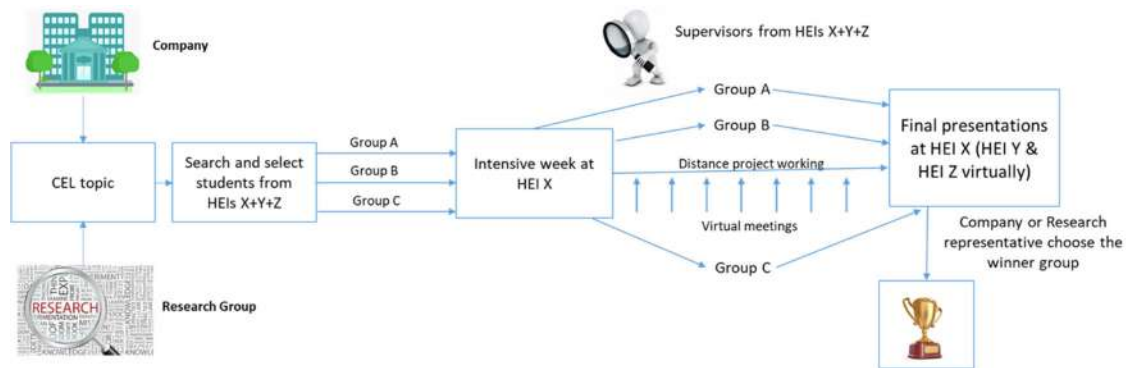 Company
Supervisors from HEIs X+Y+Z
CEL topic
Search and select
students from
HEIs X+Y+Z
Group A
Group B
Group C
Intensive week at
HEI X
Group A
Group B
Distance project working
Virtual meetings
Group C
Final presentations
at HEI X (HEI Y &
HEI Z virtually)
Company or Research
representative choose the
winner group
RESEARCH
Research Group